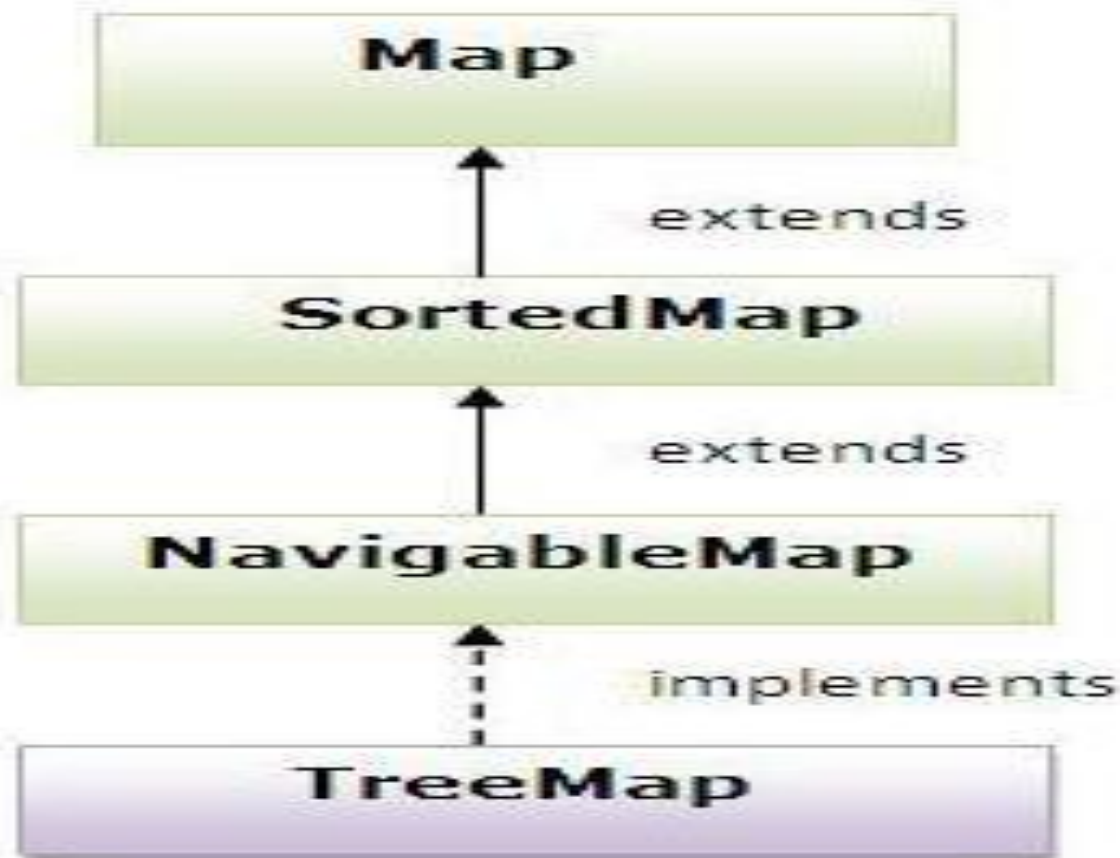 Map
extends
SortedMap
extends
NavigableMap
implements
TreeMap